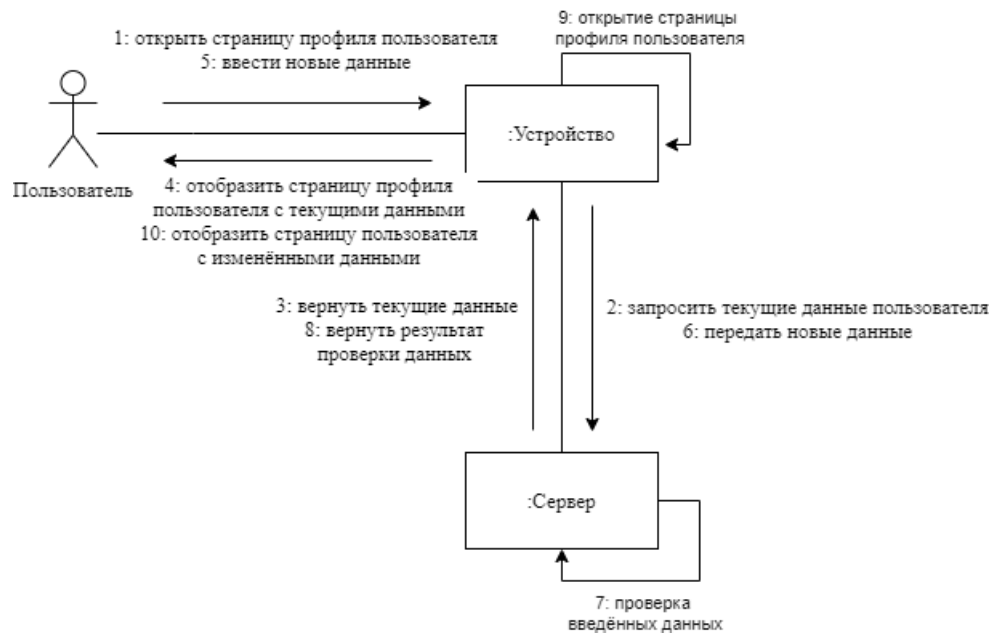 9: открытие страницы
профиля пользователя
1: открыть страницу профиля пользователя
5: ввести новые данные
:Устройство
Пользователь
4: отобразить страницу профиля
пользователя с текущими данными
10: отобразить страницу пользователя
с изменёнными данными
3: вернуть текущие данные
8: вернуть результат
проверки данных
2: запросить текущие данные пользователя
6: передать новые данные
:Сервер
7: проверка
введённых данных